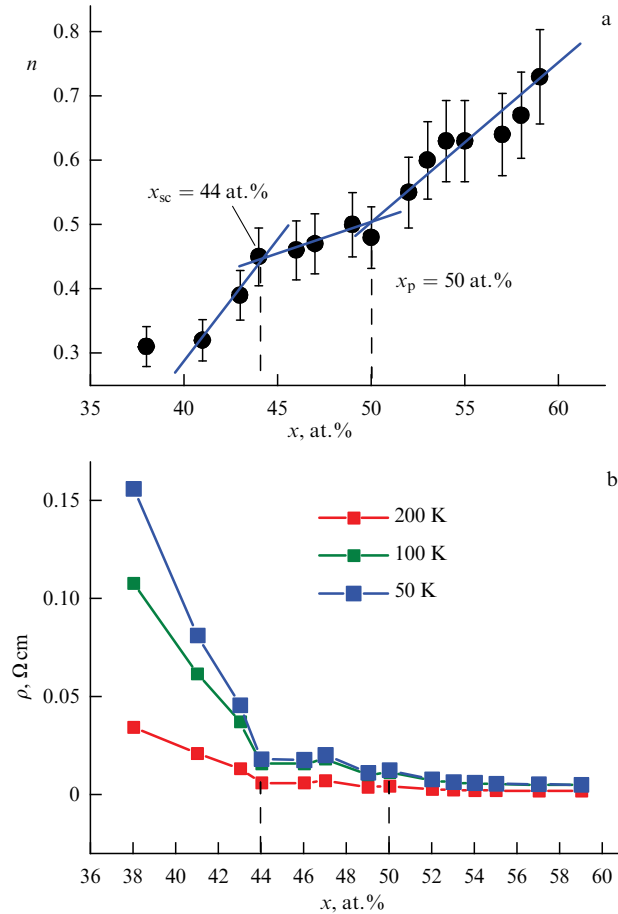 a
0.8
n
0.7
0.6
x_sc = 44 at.%
0.5
0.4
x_p = 50 at.%
0.3
35 40 45 50 55 60
x, at.%
b
0.15
200 K
100 K
50 K
0.10
ρ, Ω cm
0.05
0
36 38 40 42 44 46 48 50 52 54 56 58 60
x, at.%